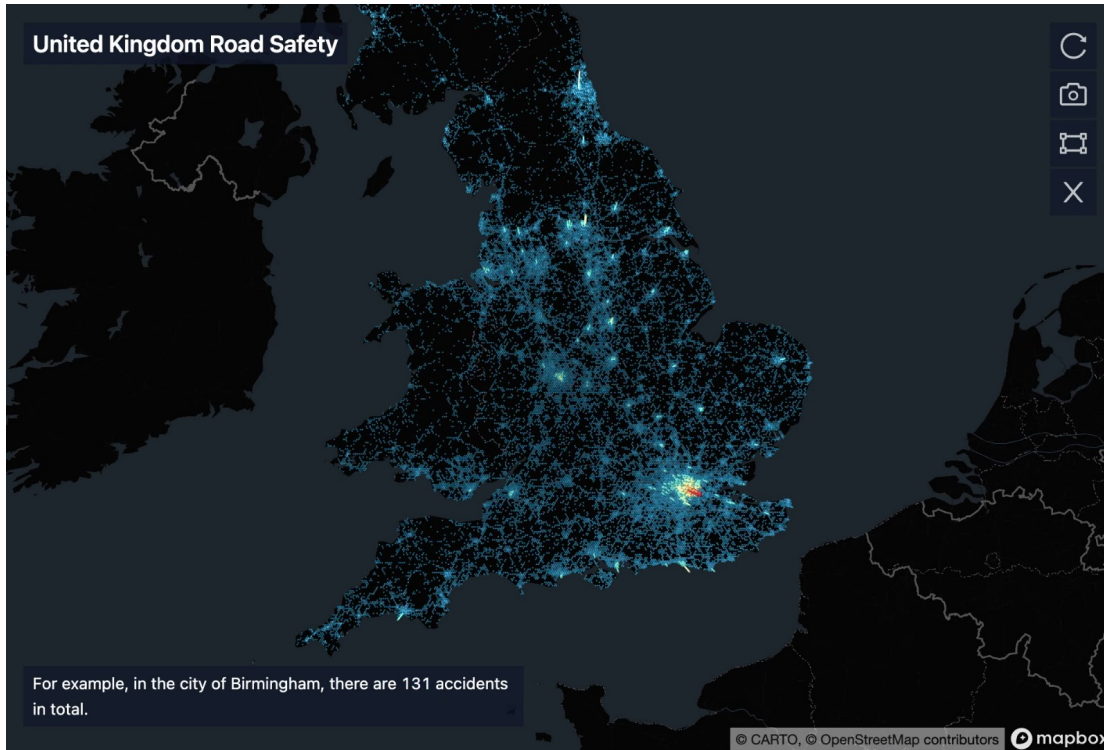 United Kingdom Road Safety
For example, in the city of Birmingham, there are 131 accidents
in total.
© CARTO, © OpenStreetMap contributors
mapbox